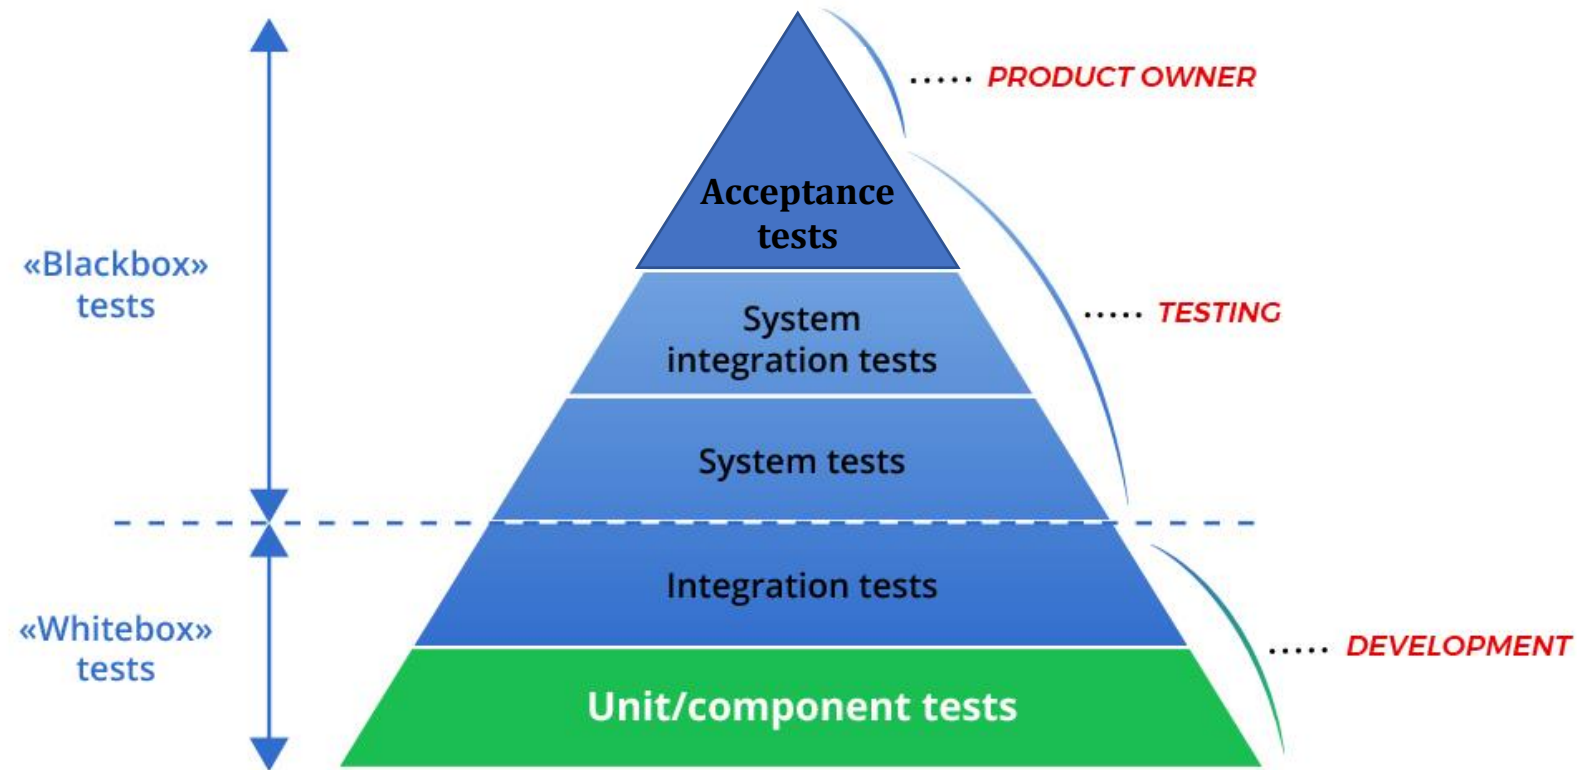 PRODUCT OWNER
Acceptance
tests
«Blackbox»
tests
TESTING
System
integration tests
System tests
Integration tests
«Whitebox»
tests
DEVELOPMENT
Unit/component tests